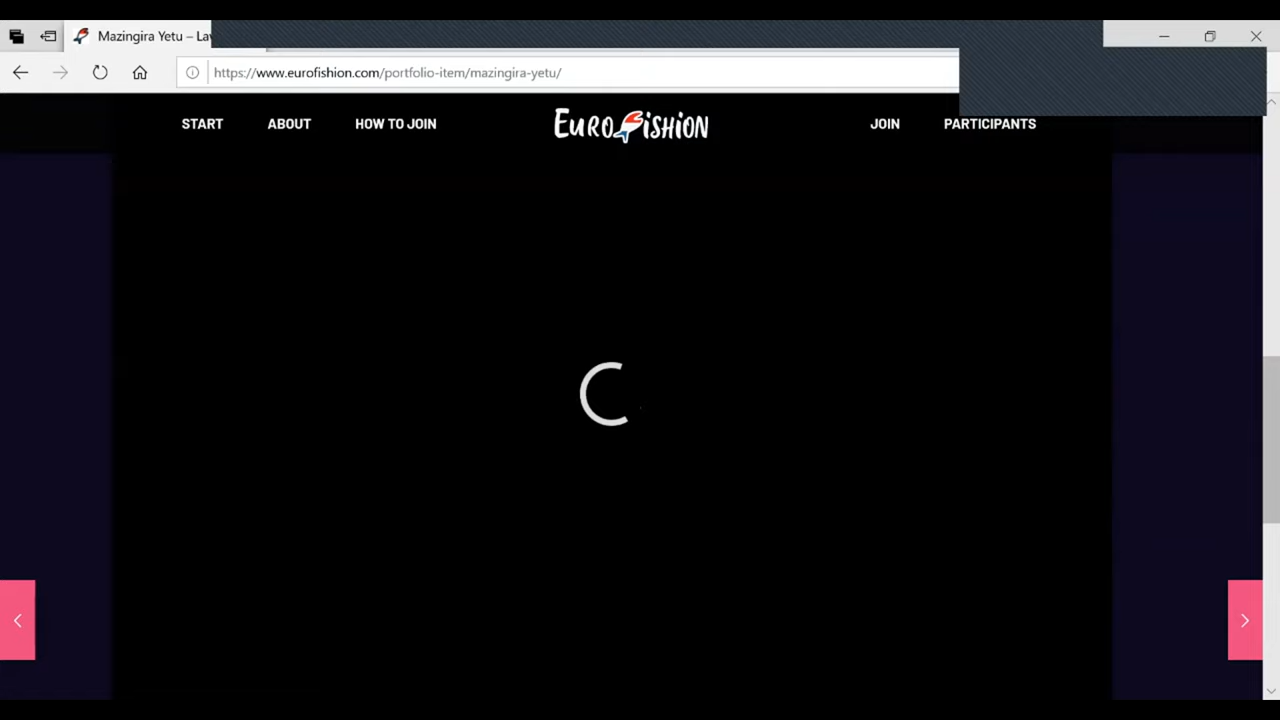 Mazingira Yetu – La
https://www.eurofishion.com/portfolio-item/mazingira-yetu/
START ABOUT HOW TO JOIN EUROFISHION JOIN PARTICIPANTS